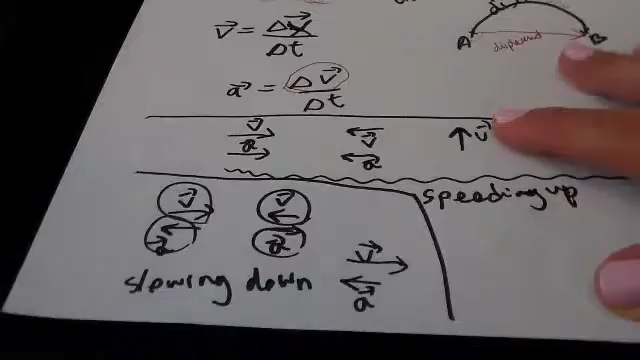 A B
displacement
v = Δx
Δt
a = Δv
Δt
v v v
a a
speeding up
v v
a a
v
slowing down
a